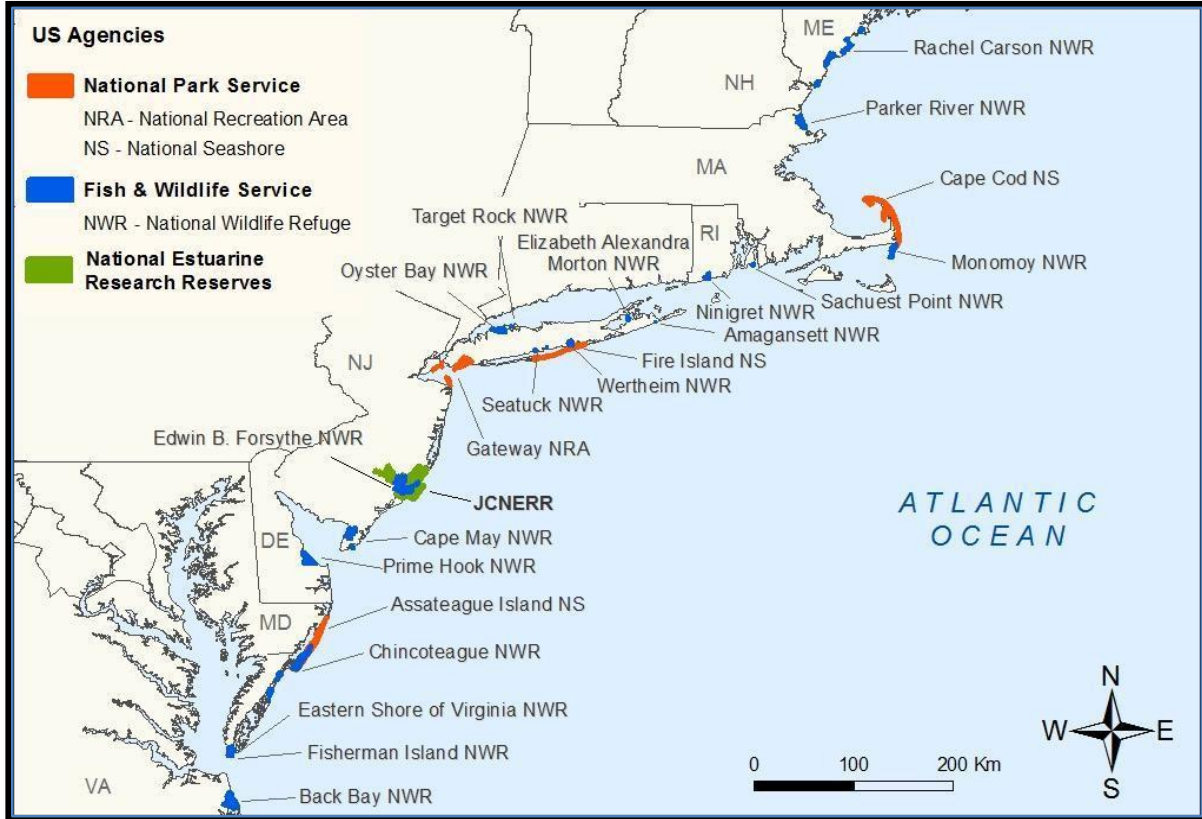 US Agencies
National Park Service
NRA - National Recreation Area
NS - National Seashore
Fish & Wildlife Service
NWR - National Wildlife Refuge
National Estuarine
Research Reserves
ME
Rachel Carson NWR
NH
Parker River NWR
MA
Cape Cod NS
Target Rock NWR
RI
Elizabeth Alexandra
Morton NWR
Oyster Bay NWR
Monomoy NWR
Sachuest Point NWR
Ninigret NWR
Amagansett NWR
NJ
Fire Island NS
Wertheim NWR
Seatuck NWR
Edwin B. Forsythe NWR
Gateway NRA
JCNERR
ATLANTIC
OCEAN
DE
Cape May NWR
Prime Hook NWR
Assateague Island NS
MD
Chincoteague NWR
Eastern Shore of Virginia NWR
Fisherman Island NWR
VA
Back Bay NWR
0 100 200 Km
N
W E
S